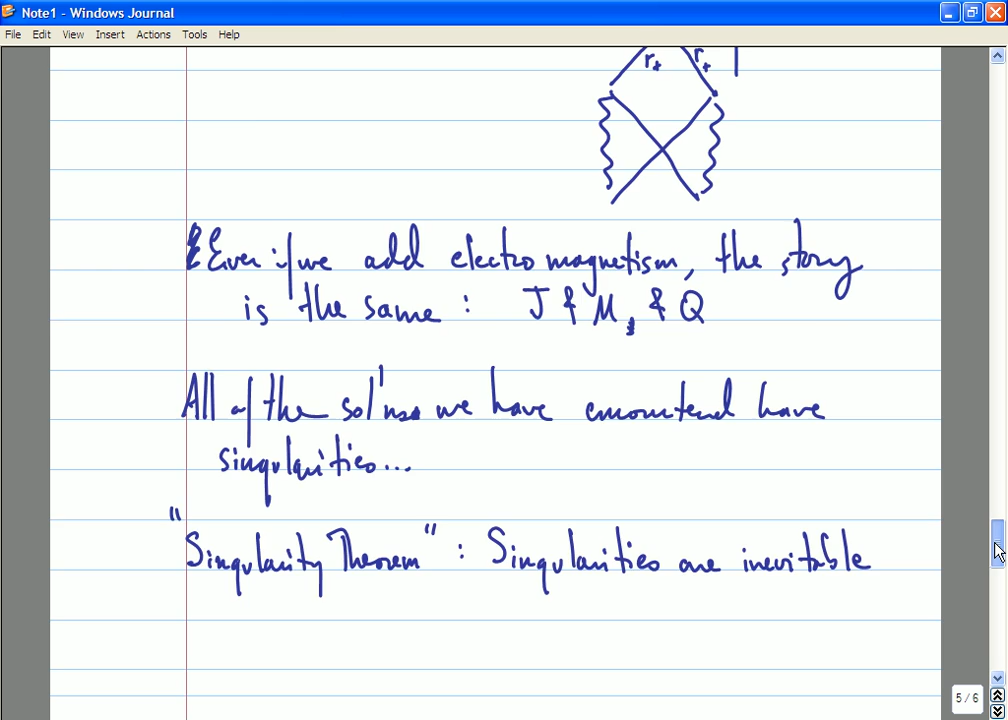 Note1 - Windows Journal
File Edit View Insert Actions Tools Help
r+ r+
Even if we add electromagnetism, the story
is the same : J & M, & Q
All of the sol'ns we have encountered have
singularities...
"Singularity Theorem" : Singularities are inevitable
5 / 6